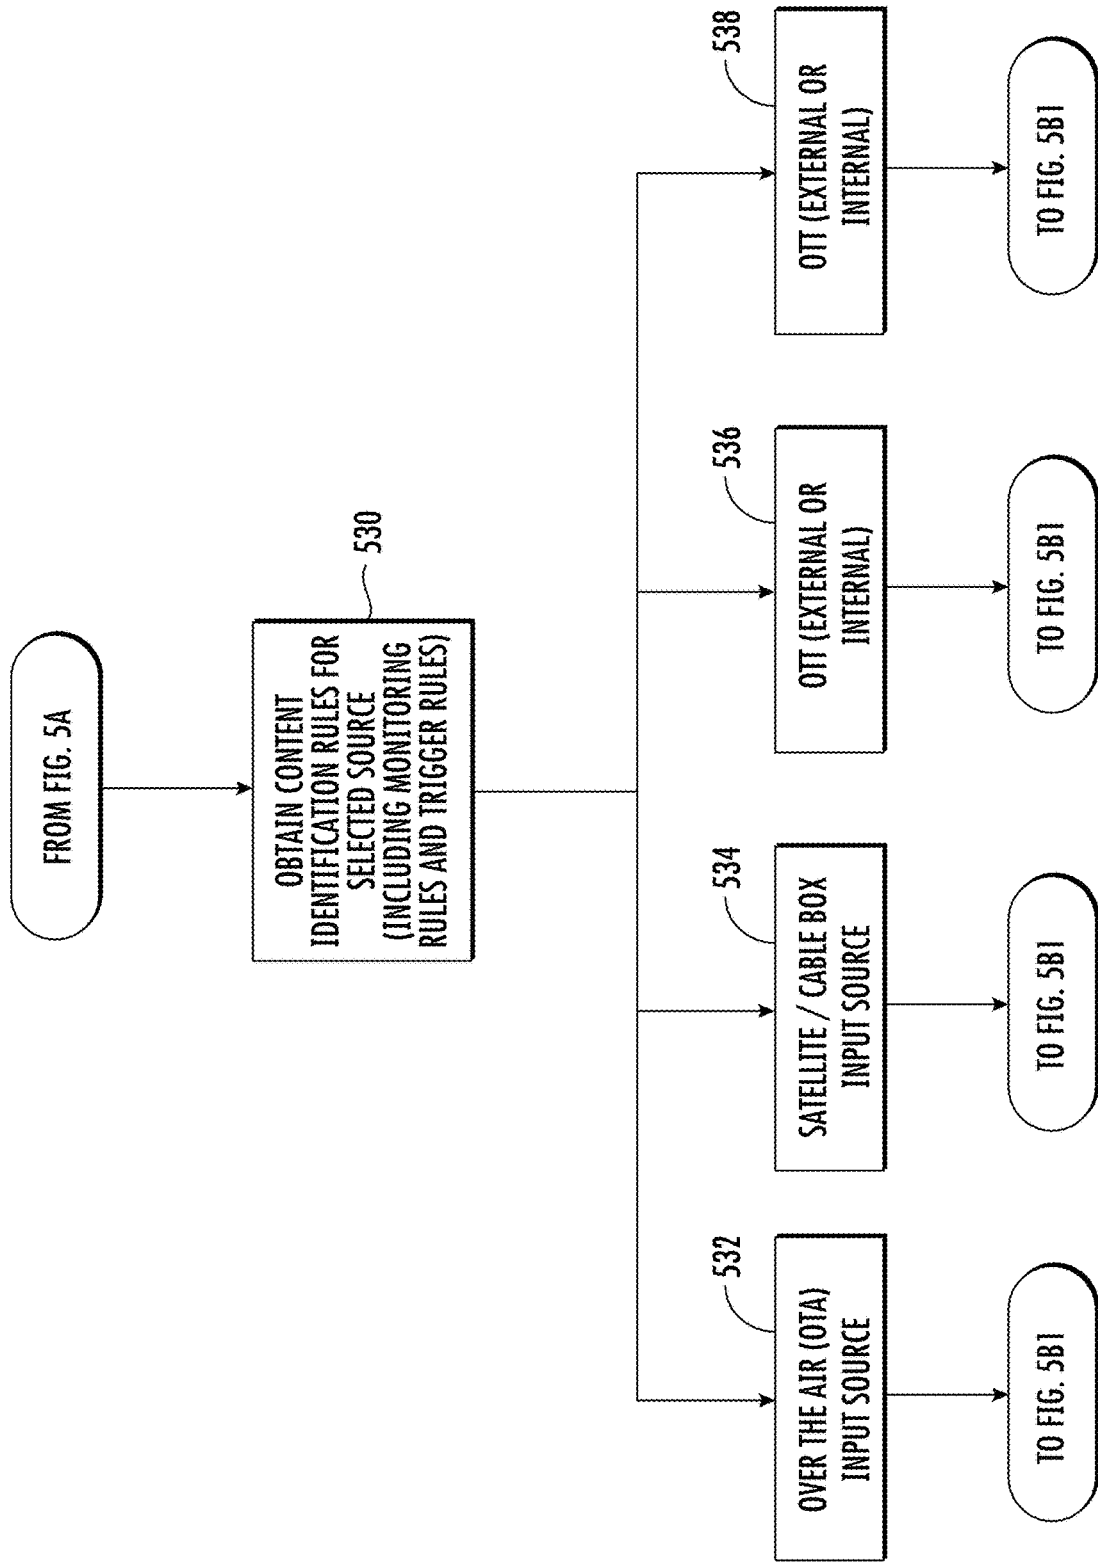 FROM FIG. 5A
OBTAIN CONTENT
IDENTIFICATION RULES FOR
SELECTED SOURCE
(INCLUDING MONITORING
RULES AND TRIGGER RULES)
530
532
OVER THE AIR (OTA)
INPUT SOURCE
534
SATELLITE / CABLE BOX
INPUT SOURCE
536
OTT (EXTERNAL OR
INTERNAL)
538
OTT (EXTERNAL OR
INTERNAL)
TO FIG. 5B1
TO FIG. 5B1
TO FIG. 5B1
TO FIG. 5B1